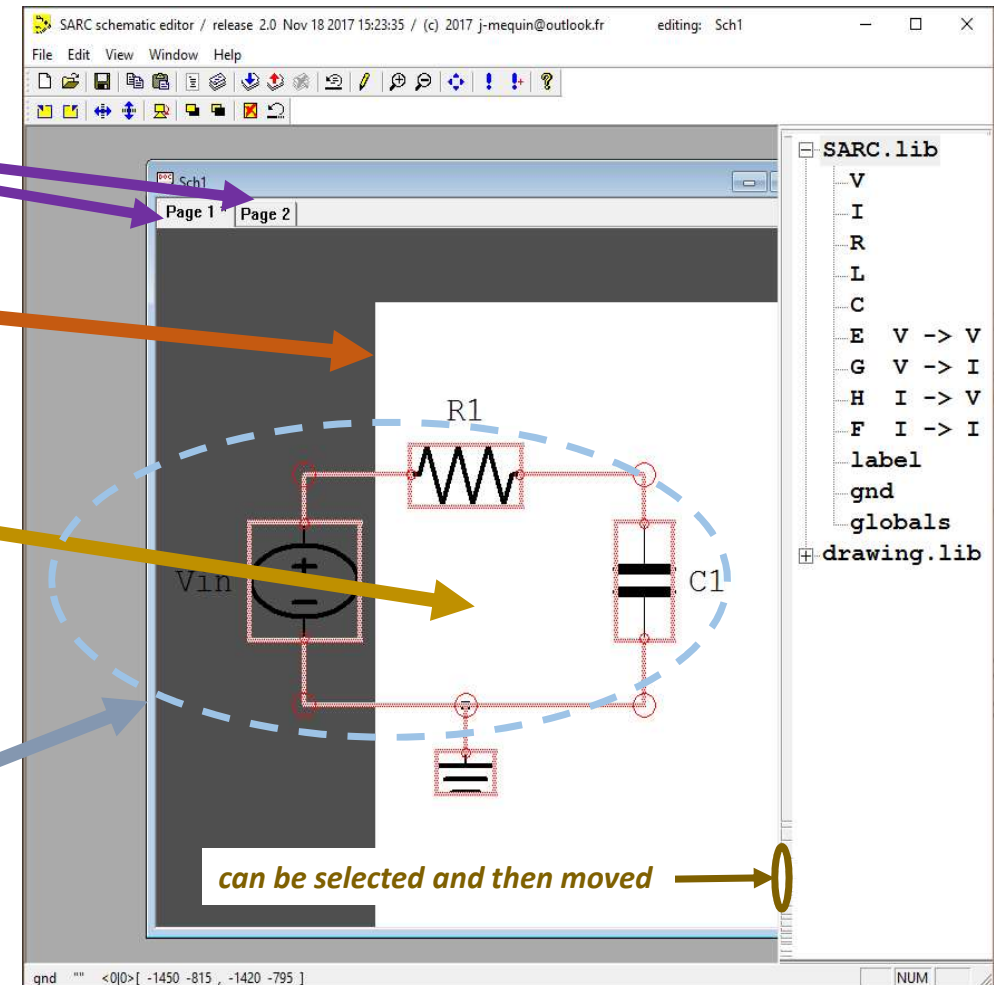 SARC schematic editor / release 2.0 Nov 18 2017 15:23:35 / (c) 2017 j-mequin@outlook.fr editing: Sch1
File Edit View Window Help
Sch1
Page 1 Page 2
SARC.lib
V
I
R
L
C
E V -> V
G V -> I
H I -> V
F I -> I
label
gnd
globals
drawing.lib
R1
Vin
C1
can be selected and then moved
gnd "" <0|0>[ -1450 -815 , -1420 -795 ] NUM